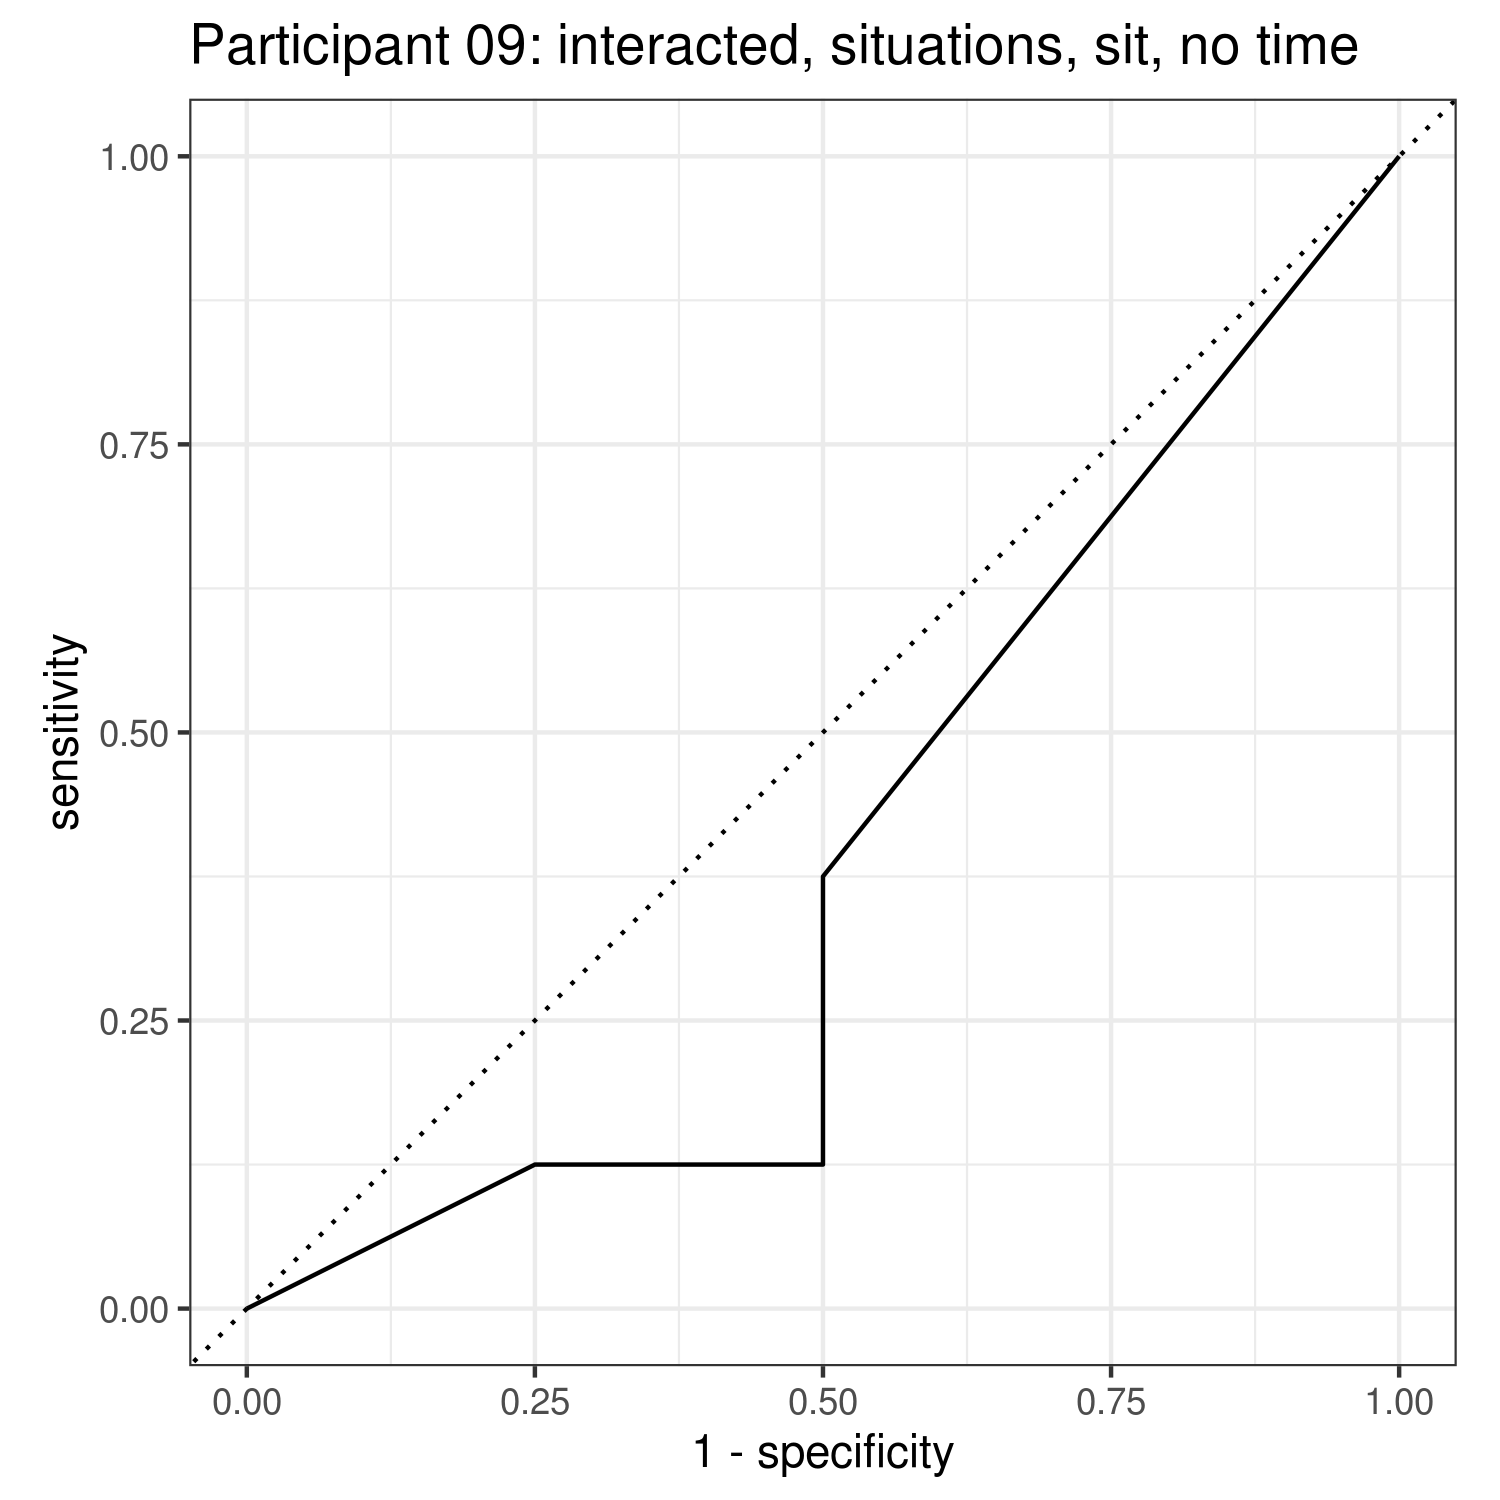 Participant 09: interacted, situations, sit, no time
1.00
0.75
0.50
0.25
0.00
sensitivity
0.00 0.25 0.50 0.75 1.00
1 - specificity